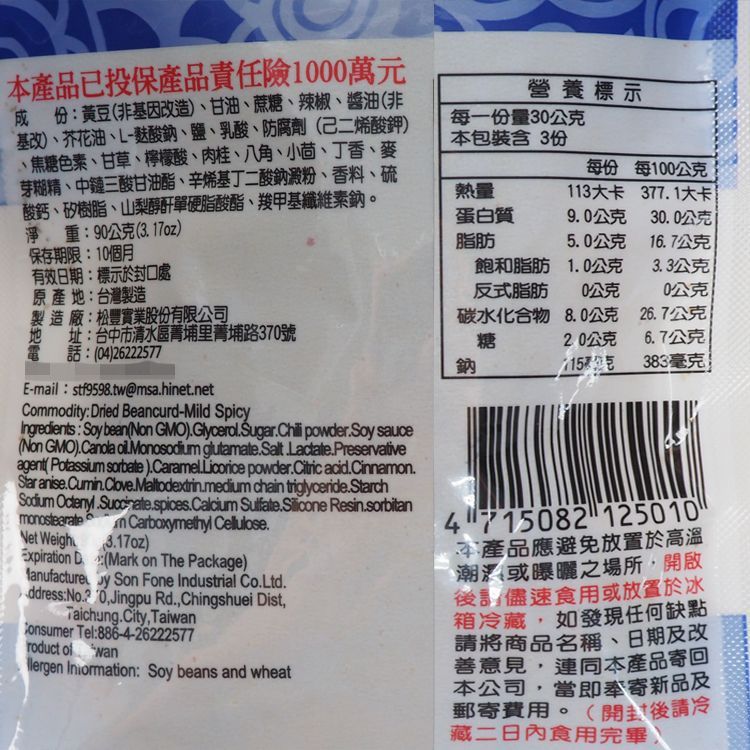 本產品已投保產品責任險1000萬元
成 份：黃豆(非基因改造)、甘油、蔗糖、辣椒、醬油(非
基改)、芥花油、L-麩酸鈉、鹽、乳酸、防腐劑(己二烯酸鉀)
、焦糖色素、甘草、檸檬酸、肉桂、八角、小茴、丁香、麥
芽糊精、中鏈三酸甘油酯、辛烯基丁二酸鈉澱粉、香料、硫
酸鈣、矽樹脂、山梨醇酐單硬脂酸酯、羧甲基纖維素鈉。
淨 重：90公克(3.17oz)
保存期限：10個月
有效日期：標示於封口處
原 產 地：台灣製造
製 造 廠：松豐實業股份有限公司
地 址：台中市清水區菁埔里菁埔路370號
電 話：(04)26222577
E-mail：stf9598.tw@msa.hinet.net
Commodity:Dried Beancurd-Mild Spicy
Ingredients : Soy bean(Non GMO).Glycerol.Sugar.Chili powder.Soy sauce
(Non GMO).Canola oil.Monosodium glutamate.Salt .Lactate.Preservative
agent( Potassium sorbate ).Caramel.Licorice powder.Citric acid.Cinnamon.
Star anise.Cumin.Clove.Maltodextrin.medium chain triglyceride.Starch
Sodium Octenyl .Succinate.spices.Calcium Sulfate.Silicone Resin.sorbitan
monostearate. Carboxymethyl Cellulose.
Net Weight (3.17oz)
Expiration :(Mark on The Package)
Manufactured by Son Fone Industrial Co.Ltd.
Address:No.370,Jingpu Rd.,Chingshuei Dist,
Taichung.City,Taiwan
Consumer Tel:886-4-26222577
Product of Taiwan
Allergen Information: Soy beans and wheat
營 養 標 示
每一份量30公克
本包裝含 3份
每份 每100公克
熱量 113大卡 377.1大卡
蛋白質 9.0公克 30.0公克
脂肪 5.0公克 16.7公克
飽和脂肪 1.0公克 3.3公克
反式脂肪 0公克 0公克
碳水化合物 8.0公克 26.7公克
糖 2.0公克 6.7公克
鈉 115毫克 383毫克
4 715082 125010
本產品應避免放置於高溫
潮濕或曝曬之場所，開啟
後請儘速食用或放置於冰
箱冷藏，如發現任何缺點
請將商品名稱、日期及改
善意見，連同本產品寄回
本公司，當即奉寄新品及
郵寄費用。(開封後請冷
藏二日內食用完畢)